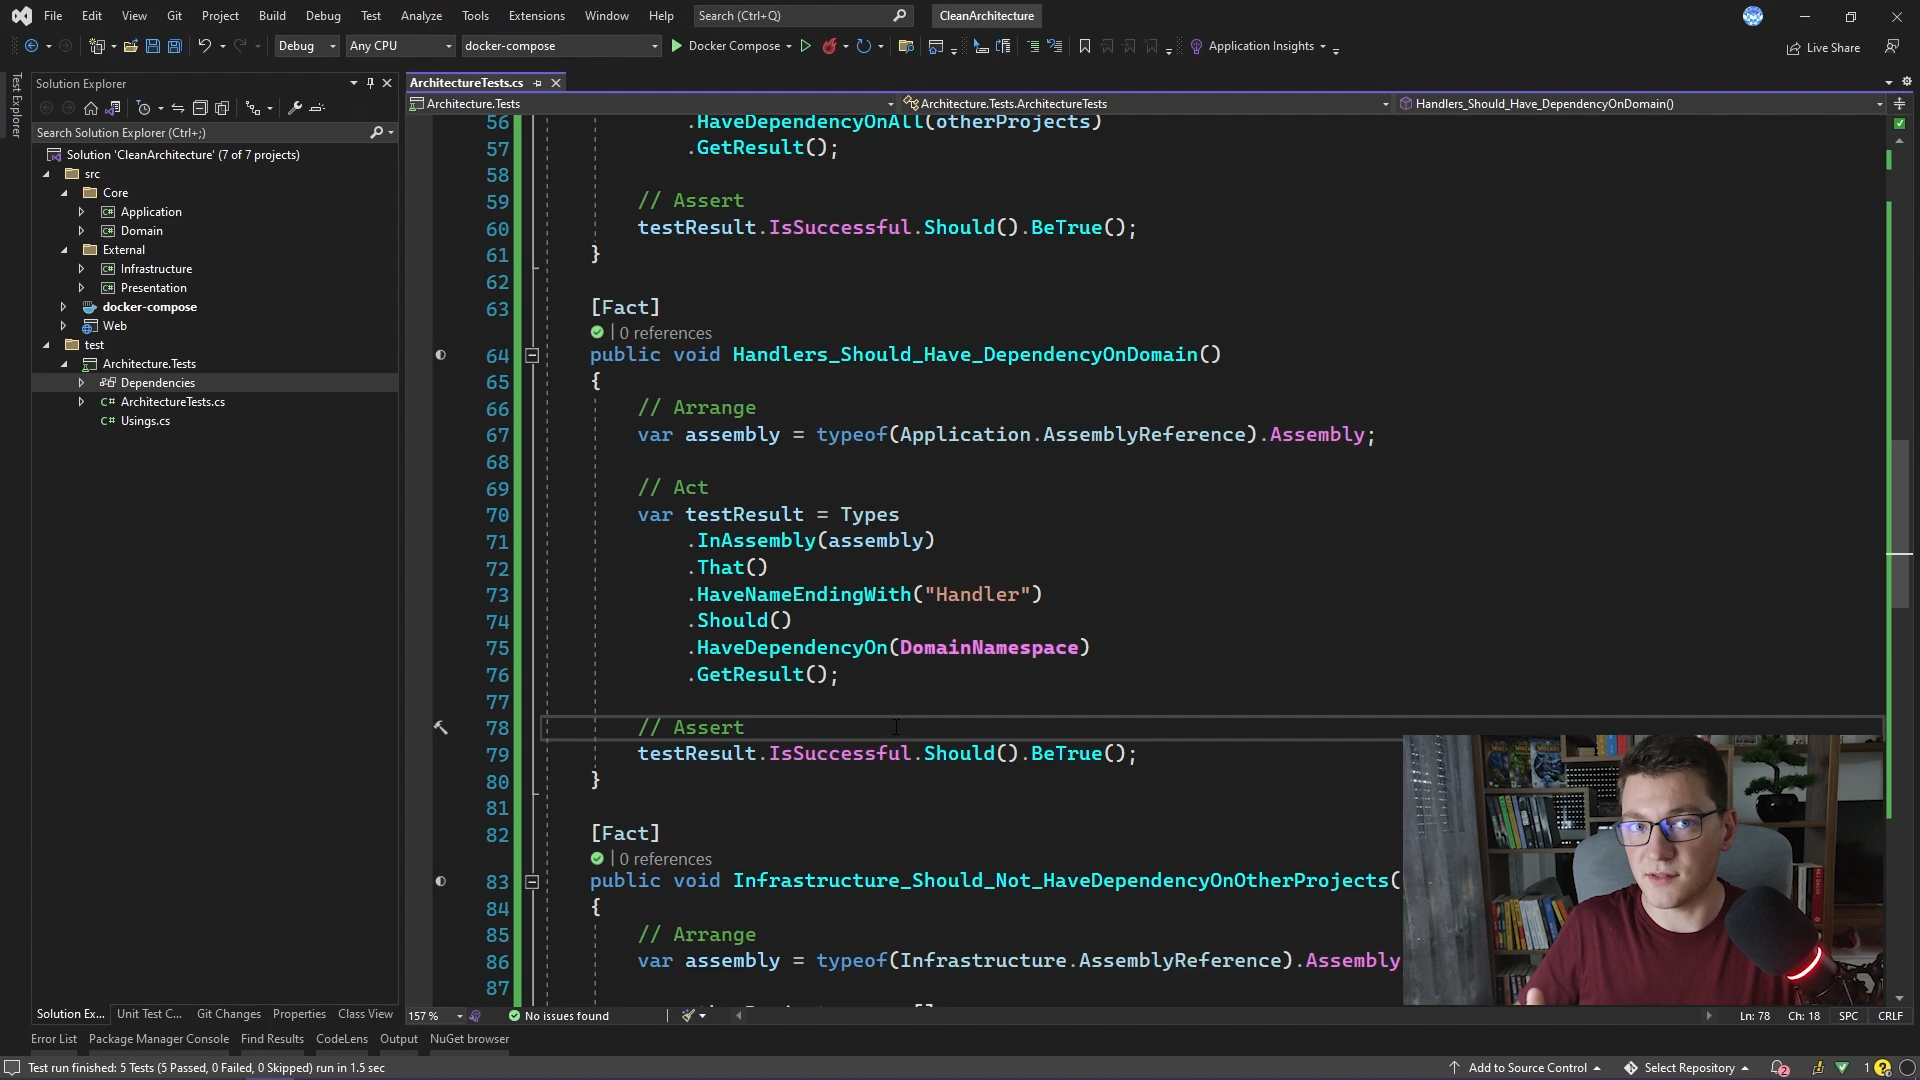 File Edit View Git Project Build Debug Test Analyze Tools Extensions Window Help Search (Ctrl+Q) CleanArchitecture
Debug Any CPU docker-compose Docker Compose Application Insights Live Share
Test Explorer
Solution Explorer
Search Solution Explorer (Ctrl+;)
Solution 'CleanArchitecture' (7 of 7 projects)
src
Core
C# Application
C# Domain
External
C# Infrastructure
C# Presentation
docker-compose
Web
test
Architecture.Tests
Dependencies
C# ArchitectureTests.cs
C# Usings.cs
Solution Ex... Unit Test C... Git Changes Properties Class View
ArchitectureTests.cs
Architecture.Tests Architecture.Tests.ArchitectureTests Handlers_Should_Have_DependencyOnDomain()
56 .HaveDependencyOnAll(otherProjects)
57 .GetResult();
58
59 // Assert
60 testResult.IsSuccessful.Should().BeTrue();
61 }
62
63 [Fact]
| 0 references
64 public void Handlers_Should_Have_DependencyOnDomain()
65 {
66 // Arrange
67 var assembly = typeof(Application.AssemblyReference).Assembly;
68
69 // Act
70 var testResult = Types
71 .InAssembly(assembly)
72 .That()
73 .HaveNameEndingWith("Handler")
74 .Should()
75 .HaveDependencyOn(DomainNamespace)
76 .GetResult();
77
78 // Assert
79 testResult.IsSuccessful.Should().BeTrue();
80 }
81
82 [Fact]
| 0 references
83 public void Infrastructure_Should_Not_HaveDependencyOnOtherProjects(
84 {
85 // Arrange
86 var assembly = typeof(Infrastructure.AssemblyReference).Assembly
87
157 % No issues found Ln: 78 Ch: 18 SPC CRLF
Error List Package Manager Console Find Results CodeLens Output NuGet browser
Test run finished: 5 Tests (5 Passed, 0 Failed, 0 Skipped) run in 1.5 sec Add to Source Control Select Repository 2 1